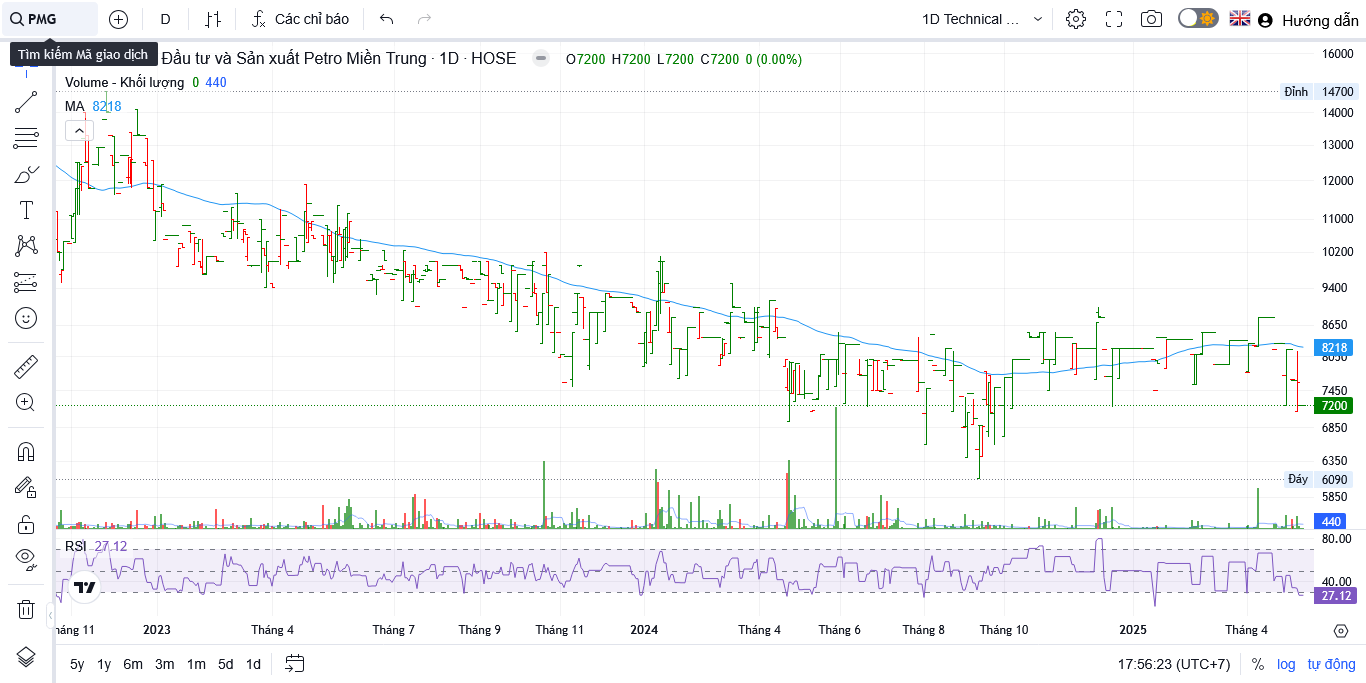 PMG
D
Các chỉ báo
1D Technical ...
Hướng dẫn
Tìm kiếm Mã giao dịch
Đầu tư và Sản xuất Petro Miền Trung · 1D · HOSE
O7200 H7200 L7200 C7200 0 (0.00%)
Volume - Khối lượng 0 440
MA 8218
16000
Đỉnh 14700
14000
13000
12000
11000
10200
9400
8650
8218
8050
7450
7200
6850
6350
Đáy 6090
5850
440
RSI 27.12
80.00
40.00
27.12
háng 11 2023 Tháng 4 Tháng 7 Tháng 9 Tháng 11 2024 Tháng 4 Tháng 6 Tháng 8 Tháng 10 2025 Tháng 4
5y 1y 6m 3m 1m 5d 1d
17:56:23 (UTC+7) % log tự động